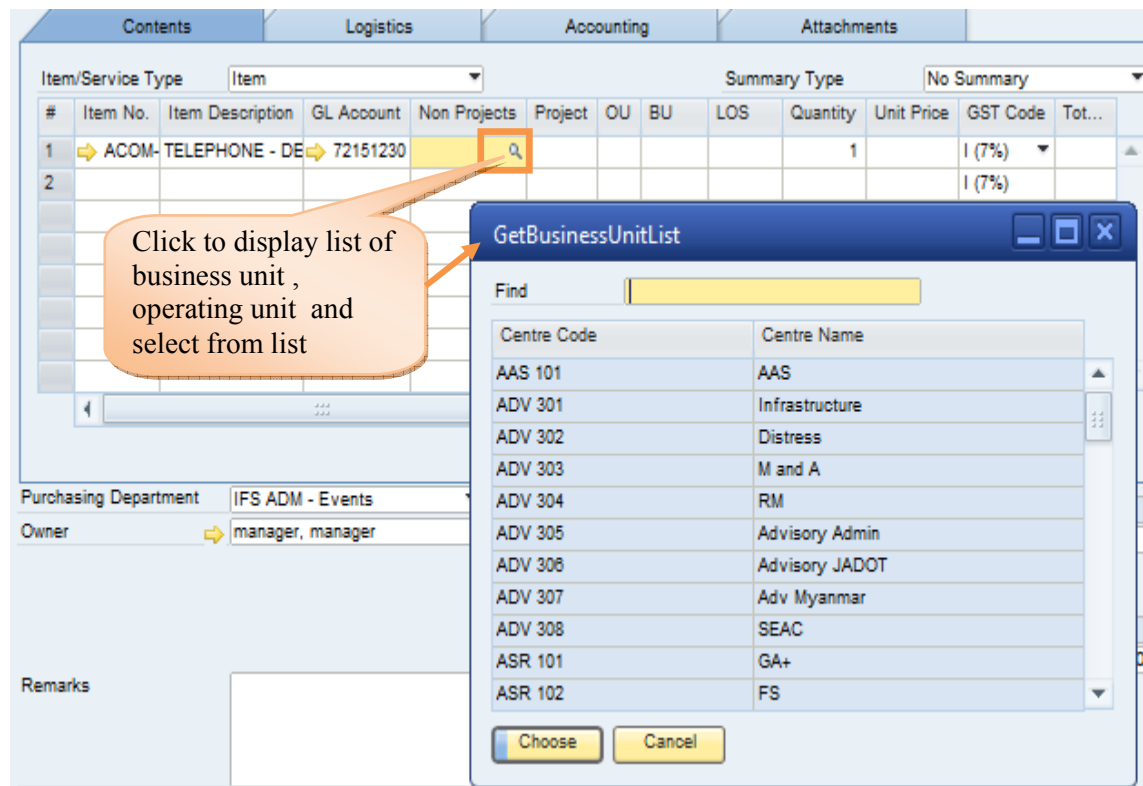 Contents Logistics Accounting Attachments
Item/Service Type Item Summary Type No Summary
# Item No. Item Description GL Account Non Projects Project OU BU LOS Quantity Unit Price GST Code Tot...
1 ACOM- TELEPHONE - DE 72151230 1 I (7%)
2 I (7%)
Click to display list of
business unit ,
operating unit and
select from list
GetBusinessUnitList
Find
Centre Code Centre Name
AAS 101 AAS
ADV 301 Infrastructure
ADV 302 Distress
ADV 303 M and A
ADV 304 RM
ADV 305 Advisory Admin
ADV 306 Advisory JADOT
ADV 307 Adv Myanmar
ADV 308 SEAC
ASR 101 GA+
ASR 102 FS
Choose Cancel
Purchasing Department IFS ADM - Events
Owner manager, manager
Remarks